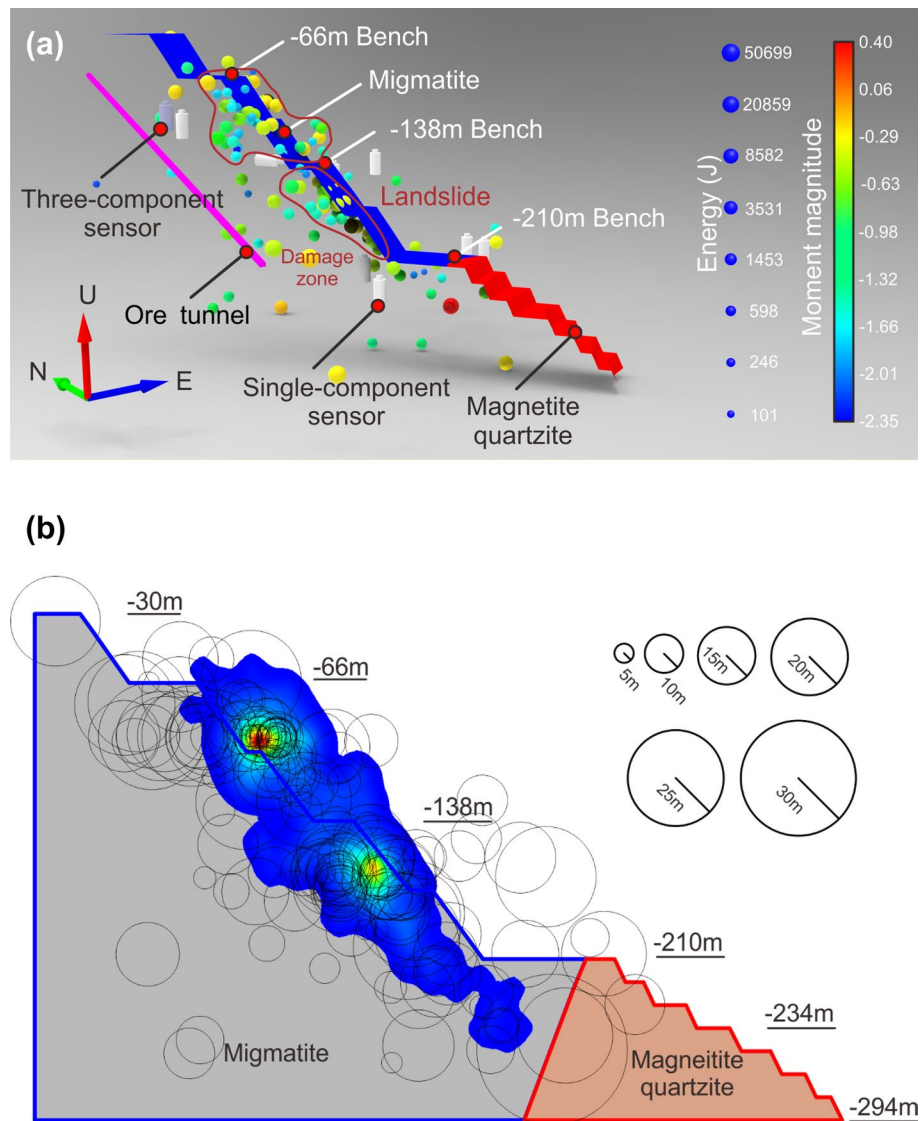 (a)
-66m Bench
Migmatite
-138m Bench
Three-component
sensor
Landslide
-210m Bench
Damage
zone
Ore tunnel
Single-component
sensor
Magnetite
quartzite
U
N
E
Energy (J)
50699
20859
8582
3531
1453
598
246
101
Moment magnitude
0.40
0.06
-0.29
-0.63
-0.98
-1.32
-1.66
-2.01
-2.35
(b)
-30m
-66m
-138m
-210m
-234m
-294m
5m
10m
15m
20m
25m
30m
Migmatite
Magneitite
quartzite